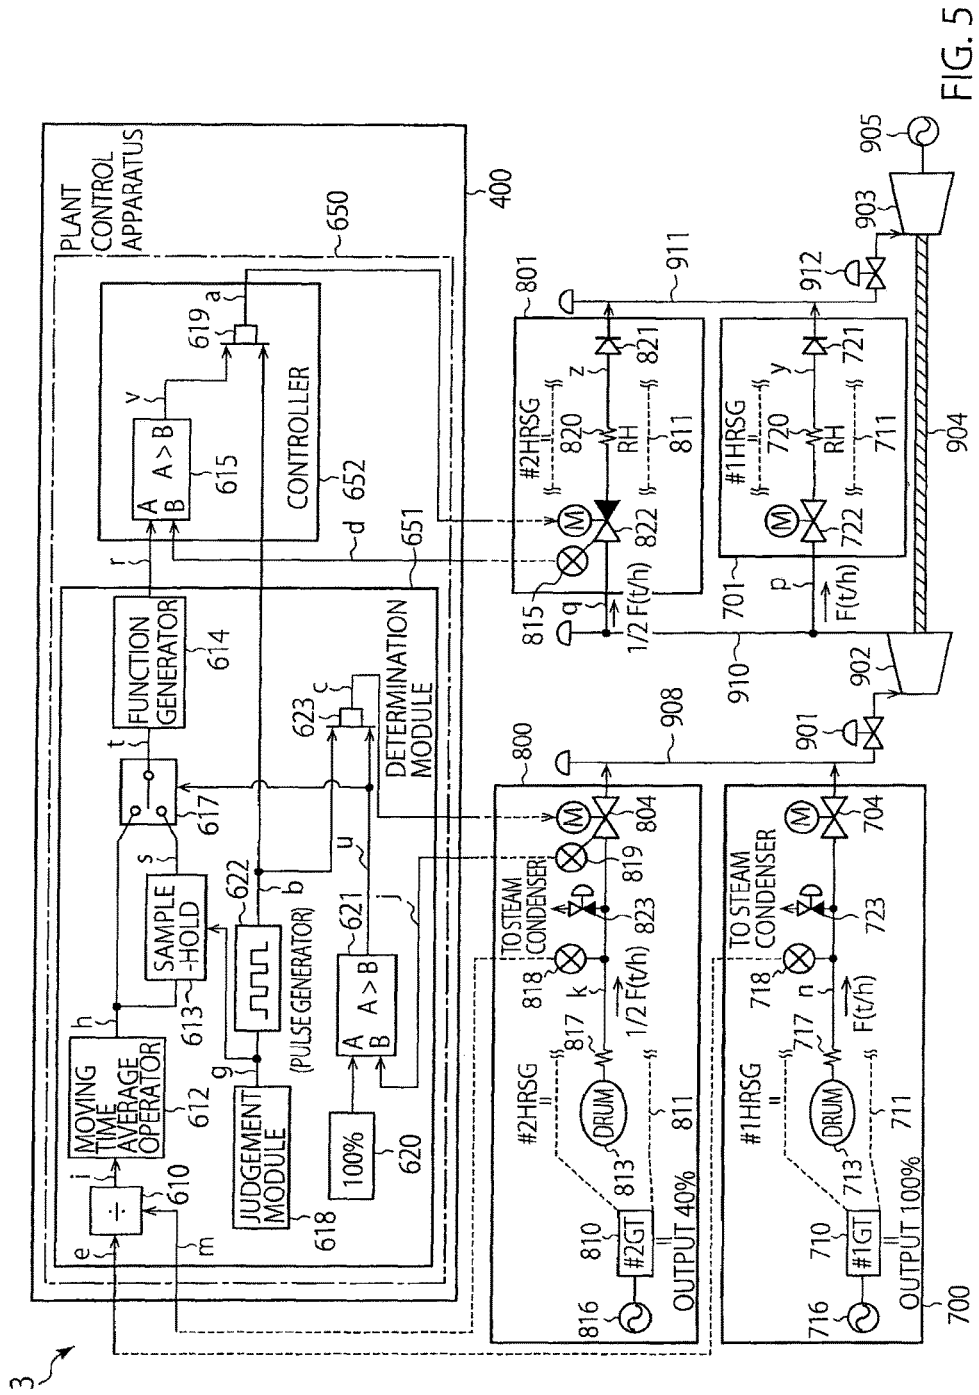 FIG. 5
3
PLANT
CONTROL
APPARATUS
400
650
e
m
÷
610
i
MOVING
TIME
AVERAGE
OPERATOR
612
h
SAMPLE
-HOLD
613
s
617
t
FUNCTION
GENERATOR
614
r
A
B
A > B
615
v
619
a
CONTROLLER
652
d
651
JUDGEMENT
MODULE
618
g
622
(PULSE GENERATOR)
b
100%
620
A
B
A > B
621
u
j
623
c
DETERMINATION
MODULE
800
816
810
#2GT
OUTPUT 40%
#2HRSG
DRUM
813
811
817
k
1/2 F(t/h)
818
TO STEAM
CONDENSER
823
819
M
804
908
700
716
710
#1GT
OUTPUT 100%
#1HRSG
DRUM
713
711
717
n
F(t/h)
718
TO STEAM
CONDENSER
723
M
704
901
902
910
801
815
q
1/2 F(t/h)
M
822
#2HRSG
820
RH
811
z
821
911
701
p
F(t/h)
M
722
#1HRSG
720
RH
711
y
721
912
903
904
905